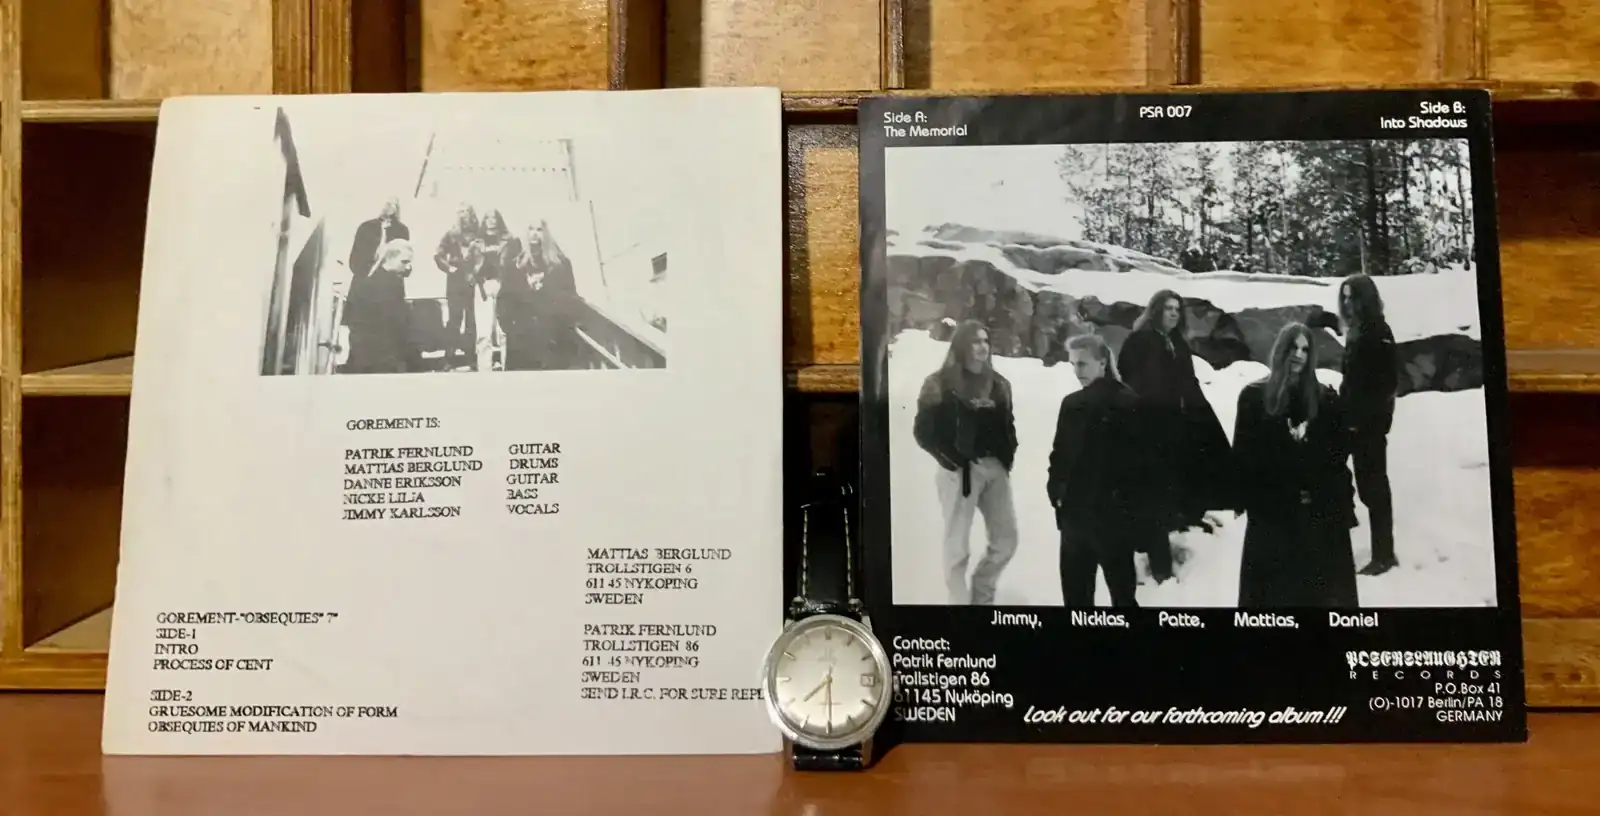 GOREMENT IS:
PATRIK FERNLUND GUITAR
MATTIAS BERGLUND DRUMS
DANNE ERIKSSON GUITAR
NICKE LILJA BASS
JIMMY KARLSSON VOCALS
MATTIAS BERGLUND
TROLLSTIGEN 6
611 45 NYKOPING
SWEDEN
PATRIK FERNLUND
TROLLSTIGEN 86
611 45 NYKOPING
SWEDEN
SEND I.R.C. FOR SURE REPL
GOREMENT-"OBSEQUIES" 7"
SIDE-1
INTRO
PROCESS OF CENT
SIDE-2
GRUESOME MODIFICATION OF FORM
OBSEQUIES OF MANKIND
Side A:
The Memorial
PSR 007
Side B:
Into Shadows
Jimmy, Nicklas, Patte, Mattias, Daniel
Contact:
Patrik Fernlund
Trollstigen 86
61145 Nyköping
SWEDEN
Look out for our forthcoming album !!!
POSERSLAUGHTER
RECORDS
P.O.Box 41
(O)-1017 Berlin/PA 18
GERMANY